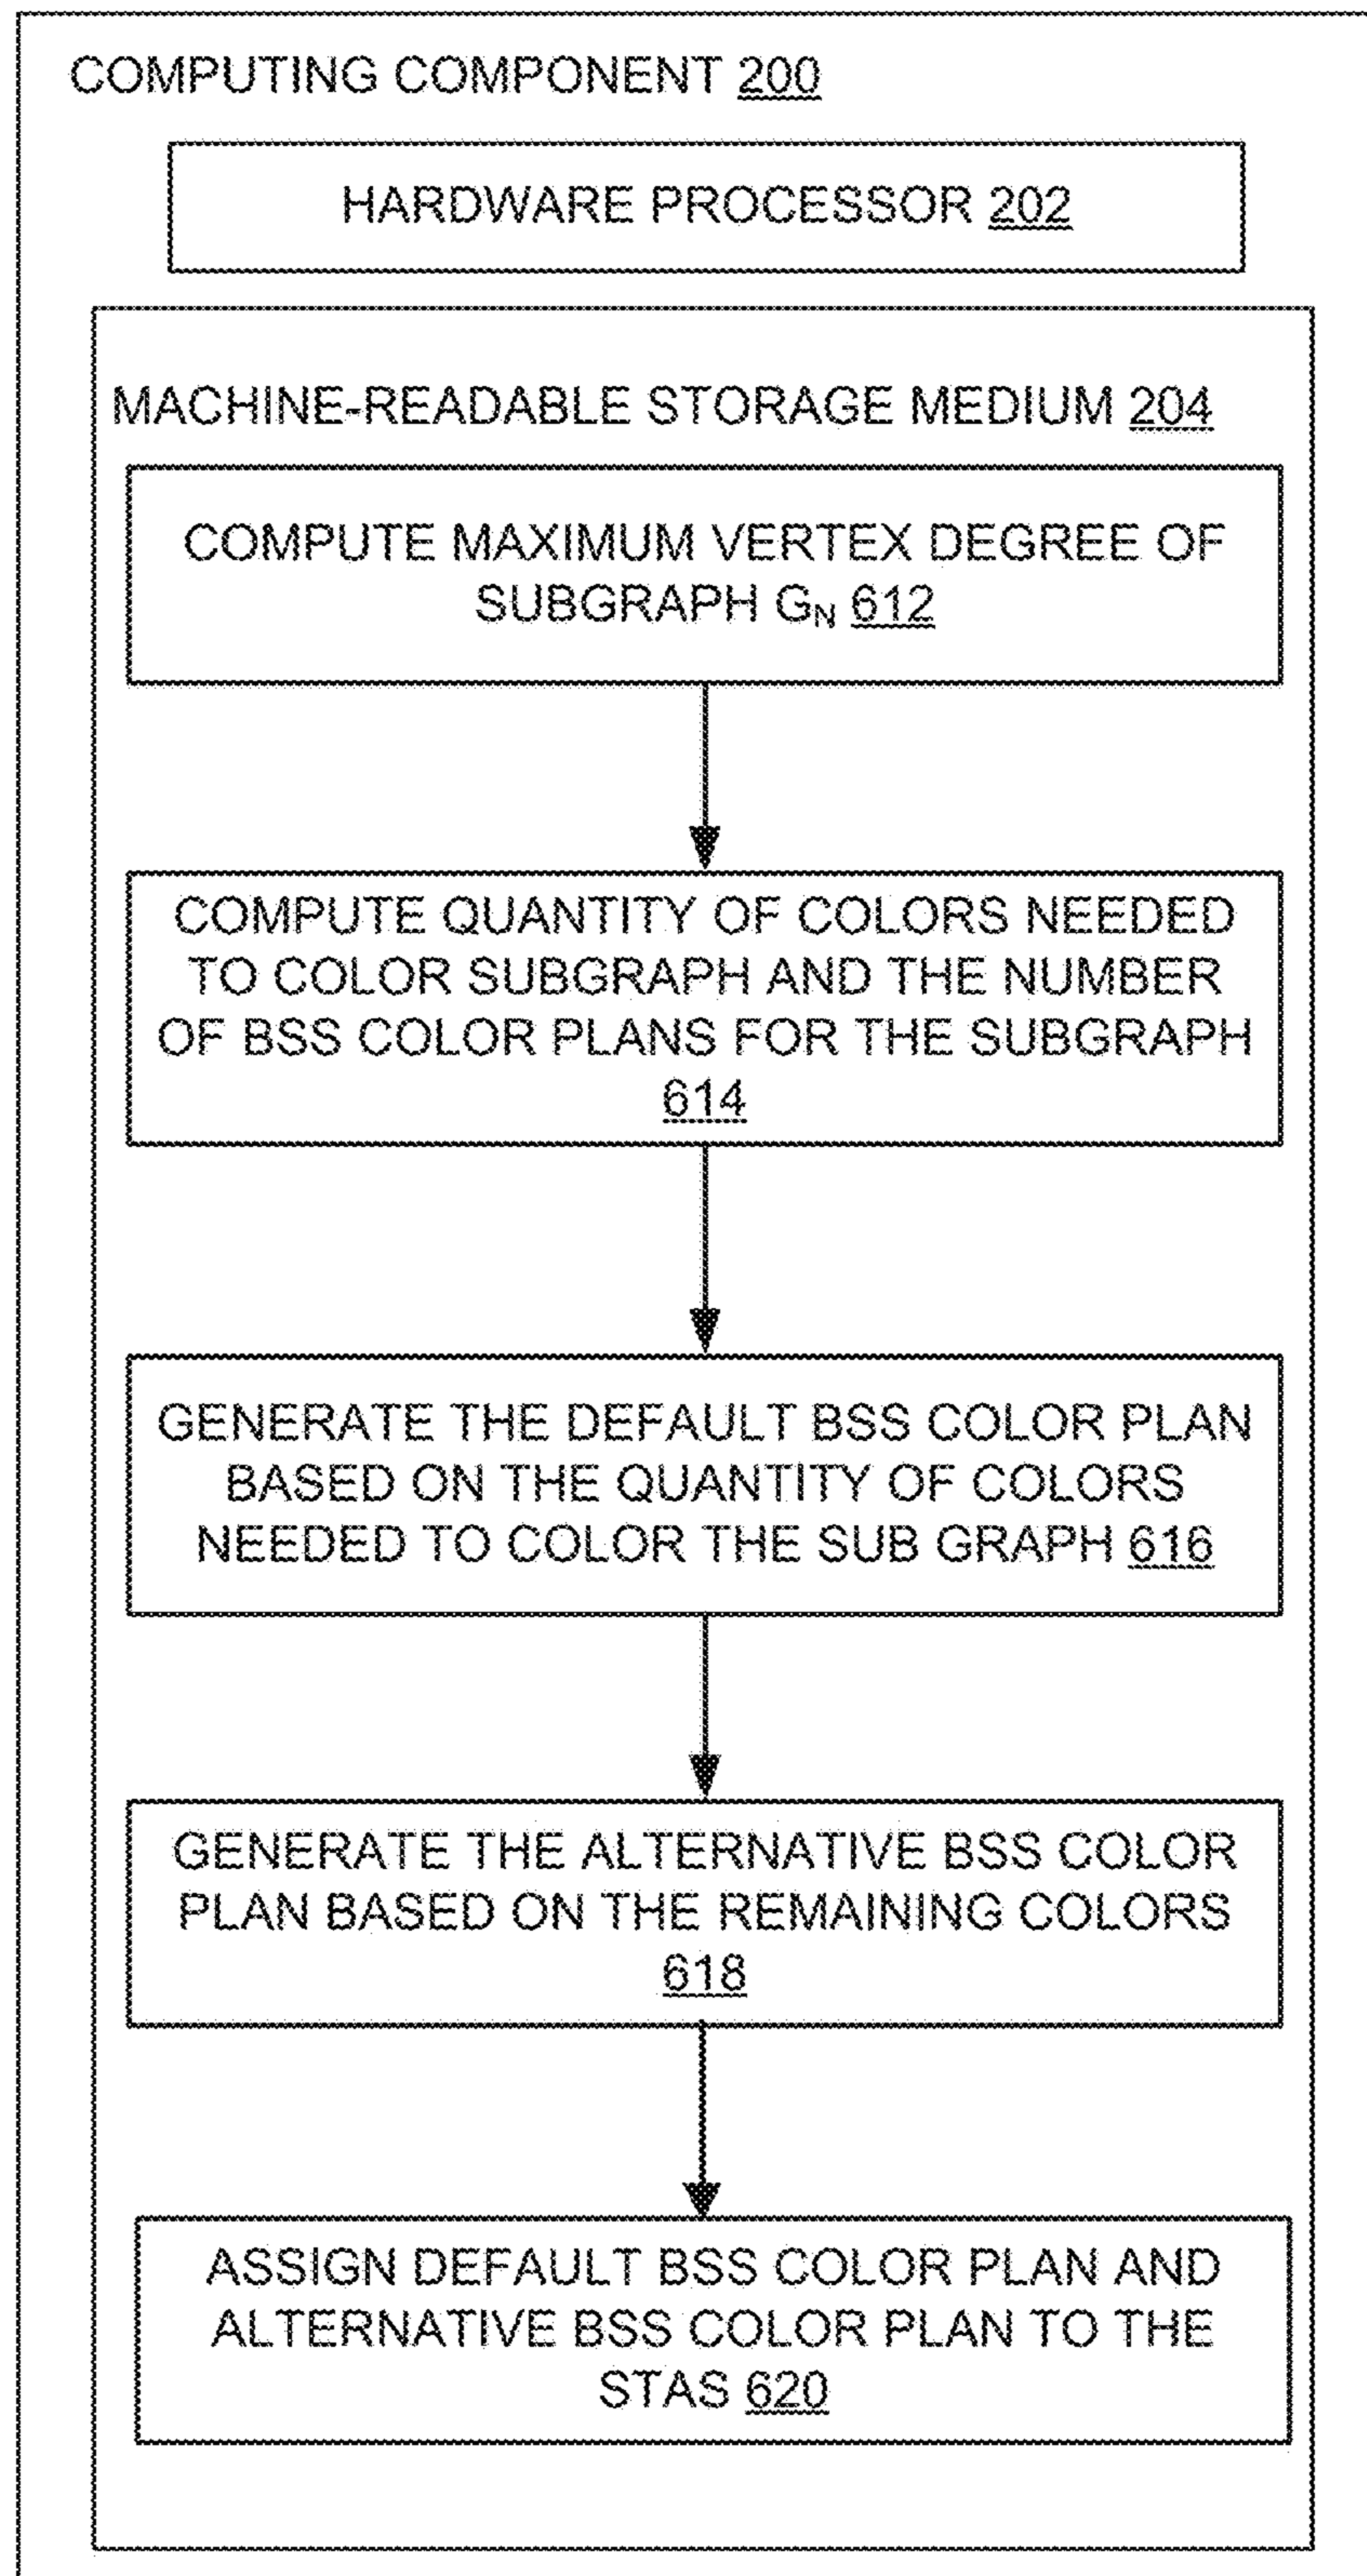 COMPUTING COMPONENT 200
HARDWARE PROCESSOR 202
MACHINE-READABLE STORAGE MEDIUM 204
COMPUTE MAXIMUM VERTEX DEGREE OF
SUBGRAPH GN 612
COMPUTE QUANTITY OF COLORS NEEDED
TO COLOR SUBGRAPH AND THE NUMBER
OF BSS COLOR PLANS FOR THE SUBGRAPH
614
GENERATE THE DEFAULT BSS COLOR PLAN
BASED ON THE QUANTITY OF COLORS
NEEDED TO COLOR THE SUB GRAPH 616
GENERATE THE ALTERNATIVE BSS COLOR
PLAN BASED ON THE REMAINING COLORS
618
ASSIGN DEFAULT BSS COLOR PLAN AND
ALTERNATIVE BSS COLOR PLAN TO THE
STAS 620